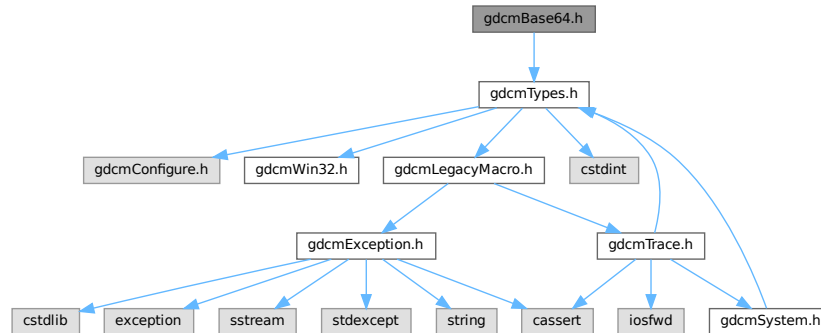 gdcmBase64.h
gdcmTypes.h
gdcmConfigure.h
gdcmWin32.h
gdcmLegacyMacro.h
cstdint
gdcmException.h
gdcmTrace.h
cstdlib
exception
sstream
stdexcept
string
cassert
iosfwd
gdcmSystem.h